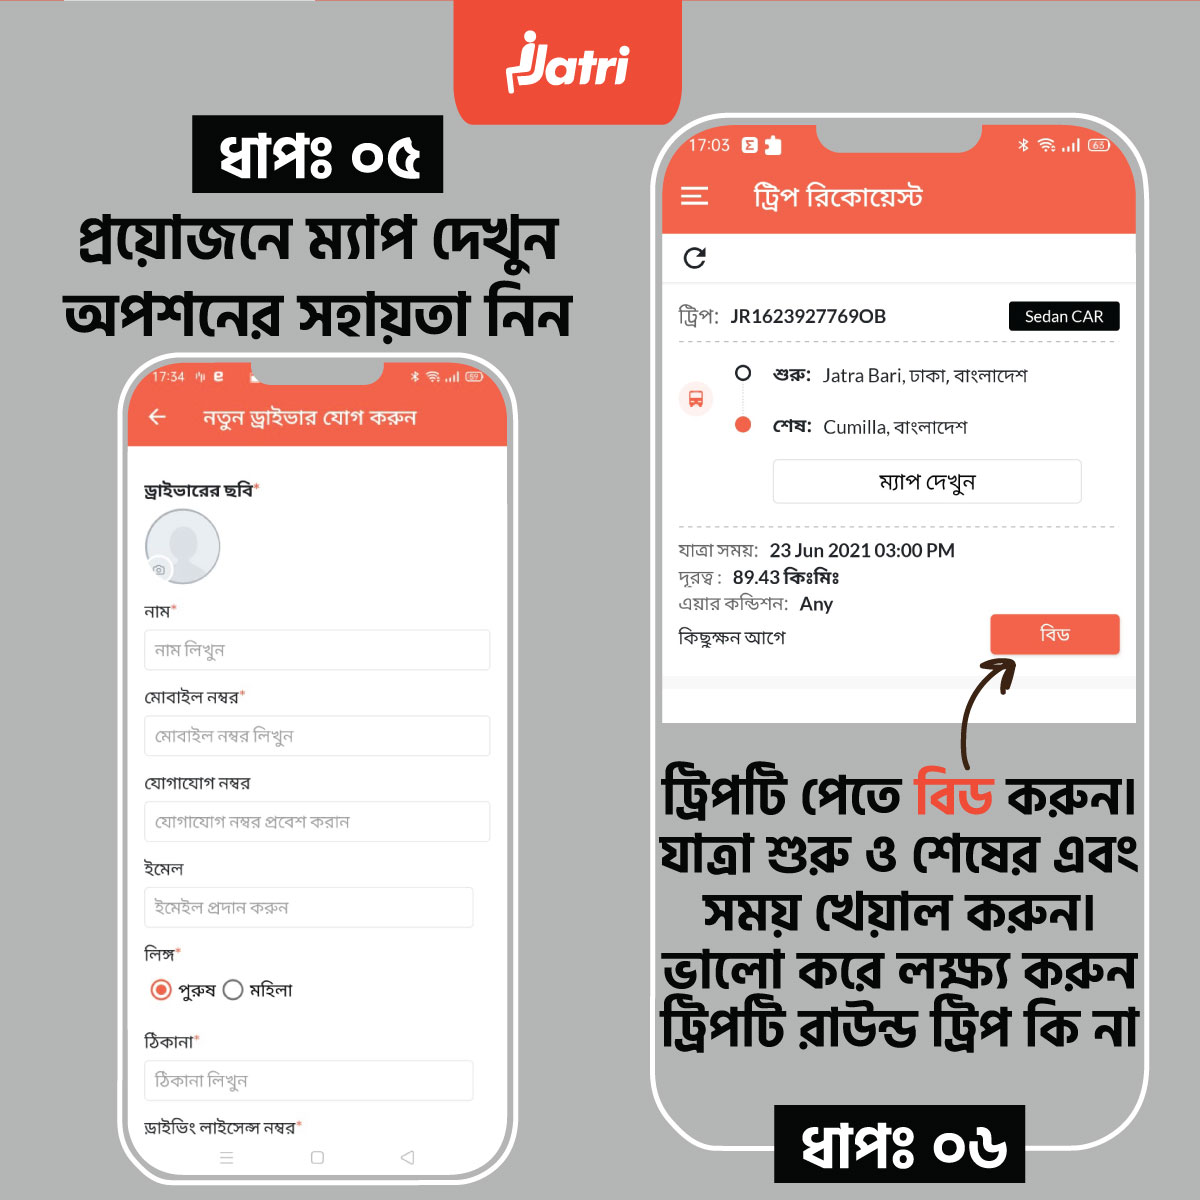 Jatri
ধাপঃ ০৫
প্রয়োজনে ম্যাপ দেখুন
অপশনের সহায়তা নিন
17:34
69
নতুন ড্রাইভার যোগ করুন
ড্রাইভারের ছবি*
নাম*
নাম লিখুন
মোবাইল নম্বর*
মোবাইল নম্বর লিখুন
যোগাযোগ নম্বর
যোগাযোগ নম্বর প্রবেশ করান
ইমেল
ইমেইল প্রদান করুন
লিঙ্গ*
পুরুষ মহিলা
ঠিকানা*
ঠিকানা লিখুন
ড্রাইভিং লাইসেন্স নম্বর*
17:03
63
ট্রিপ রিকোয়েস্ট
ট্রিপ: JR1623927769OB Sedan CAR
শুরু: Jatra Bari, ঢাকা, বাংলাদেশ
শেষ: Cumilla, বাংলাদেশ
ম্যাপ দেখুন
যাত্রা সময়: 23 Jun 2021 03:00 PM
দূরত্ব : 89.43 কিঃমিঃ
এয়ার কন্ডিশন: Any
কিছুক্ষন আগে বিড
ট্রিপটি পেতে বিড করুন।
যাত্রা শুরু ও শেষের এবং
সময় খেয়াল করুন।
ভালো করে লক্ষ্য করুন
ট্রিপটি রাউন্ড ট্রিপ কি না
ধাপঃ ০৬